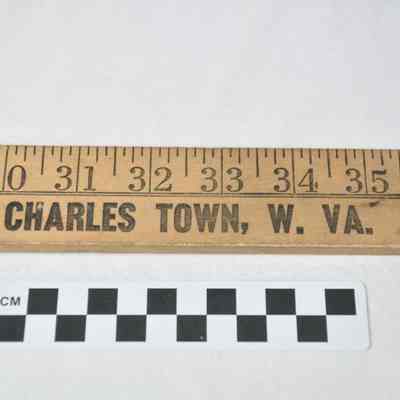 0 31 32 33 34 35
CHARLES TOWN, W. VA.
CM